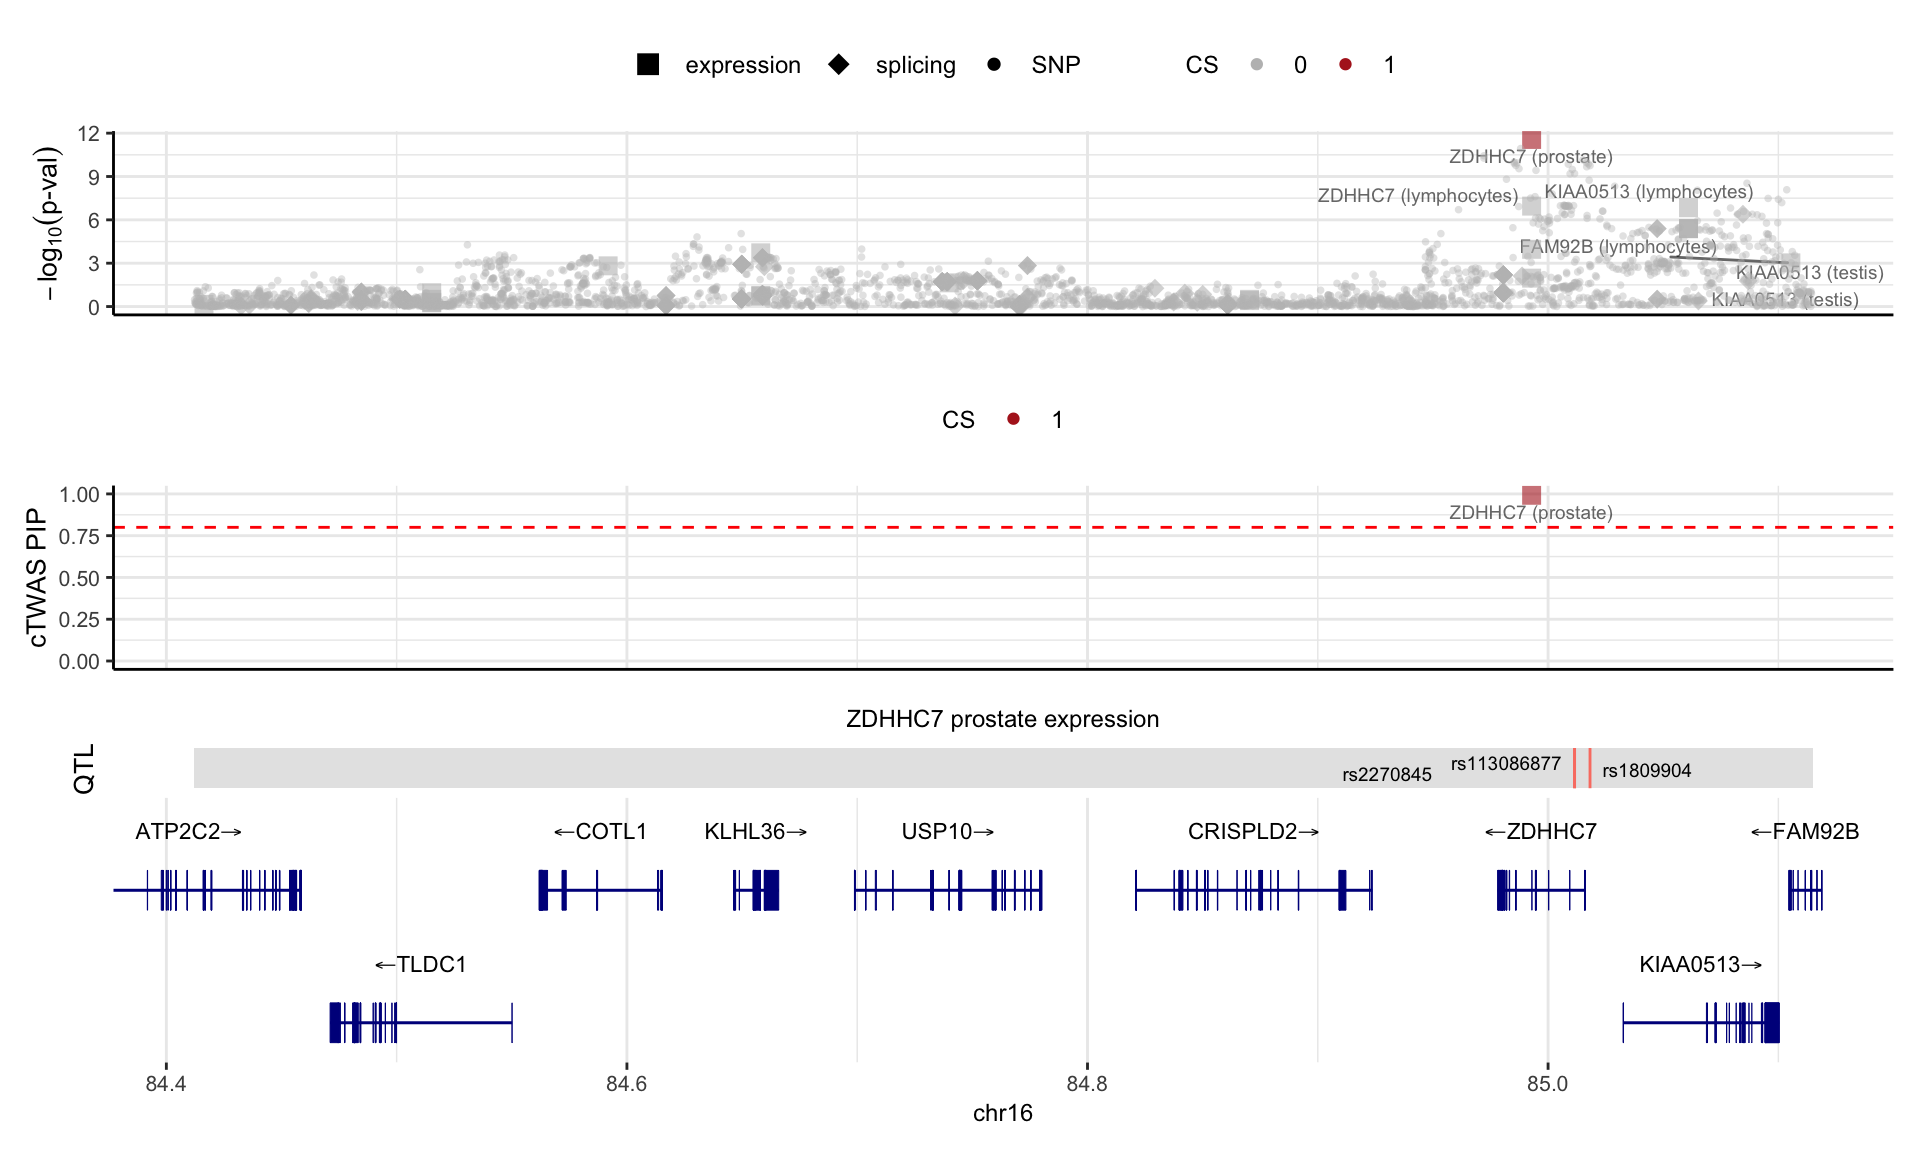 expression splicing SNP CS 0 1
− log10(p-val)
12
9
6
3
0
ZDHHC7 (prostate)
ZDHHC7 (lymphocytes)
KIAA0513 (lymphocytes)
FAM92B (lymphocytes)
KIAA0513 (testis)
KIAA0513 (testis)
CS 1
cTWAS PIP
1.00
0.75
0.50
0.25
0.00
ZDHHC7 (prostate)
ZDHHC7 prostate expression
QTL
rs2270845 rs113086877 rs1809904
ATP2C2→ ←COTL1 KLHL36→ USP10→ CRISPLD2→ ←ZDHHC7 ←FAM92B
←TLDC1 KIAA0513→
84.4 84.6 84.8 85.0
chr16